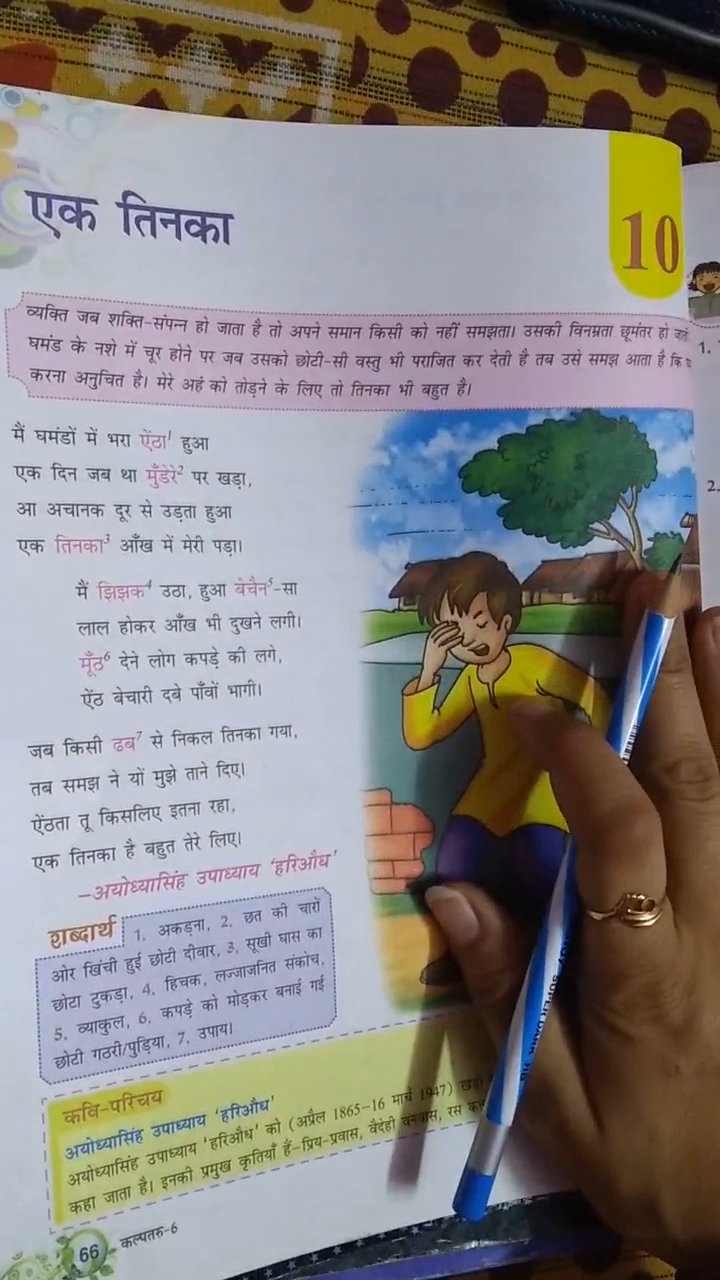 एक तिनका
10
व्यक्ति जब शक्ति-संपन्न हो जाता है तो अपने समान किसी को नहीं समझता। उसकी विनम्रता छूमंतर हो
घमंड के नशे में चूर होने पर जब उसको छोटी-सी वस्तु भी पराजित कर देती है तब उसे समझ आता है कि
करना अनुचित है। मेरे अहं को तोड़ने के लिए तो तिनका भी बहुत है।
मैं घमंडों में भरा ऐंठा¹ हुआ
एक दिन जब था मुँडेरे² पर खड़ा,
आ अचानक दूर से उड़ता हुआ
एक तिनका³ आँख में मेरी पड़ा।
मैं झिझक⁴ उठा, हुआ बेचैन⁵-सा
लाल होकर आँख भी दुखने लगी।
मूँठ⁶ देने लोग कपड़े की लगे,
ऐंठ बेचारी दबे पाँवों भागी।
जब किसी ढब⁷ से निकल तिनका गया,
तब समझ ने यों मुझे ताने दिए।
ऐंठता तू किसलिए इतना रहा,
एक तिनका है बहुत तेरे लिए।
–अयोध्यासिंह उपाध्याय 'हरिऔध'
शब्दार्थ 1. अकड़ना, 2. छत की चारों
ओर खिंची हुई छोटी दीवार, 3. सूखी घास का
छोटा टुकड़ा, 4. हिचक, लज्जाजनित संकोच,
5. व्याकुल, 6. कपड़े को मोड़कर बनाई गई
छोटी गठरी/पुड़िया, 7. उपाय।
कवि-परिचय
अयोध्यासिंह उपाध्याय 'हरिऔध'
अयोध्यासिंह उपाध्याय 'हरिऔध' को (अप्रैल 1865–16 मार्च 1947)
कहा जाता है। इनकी प्रमुख कृतियाँ हैं–प्रिय-प्रवास, वैदेही वनवास, रस
66
कल्पतरु-6
1.
2.